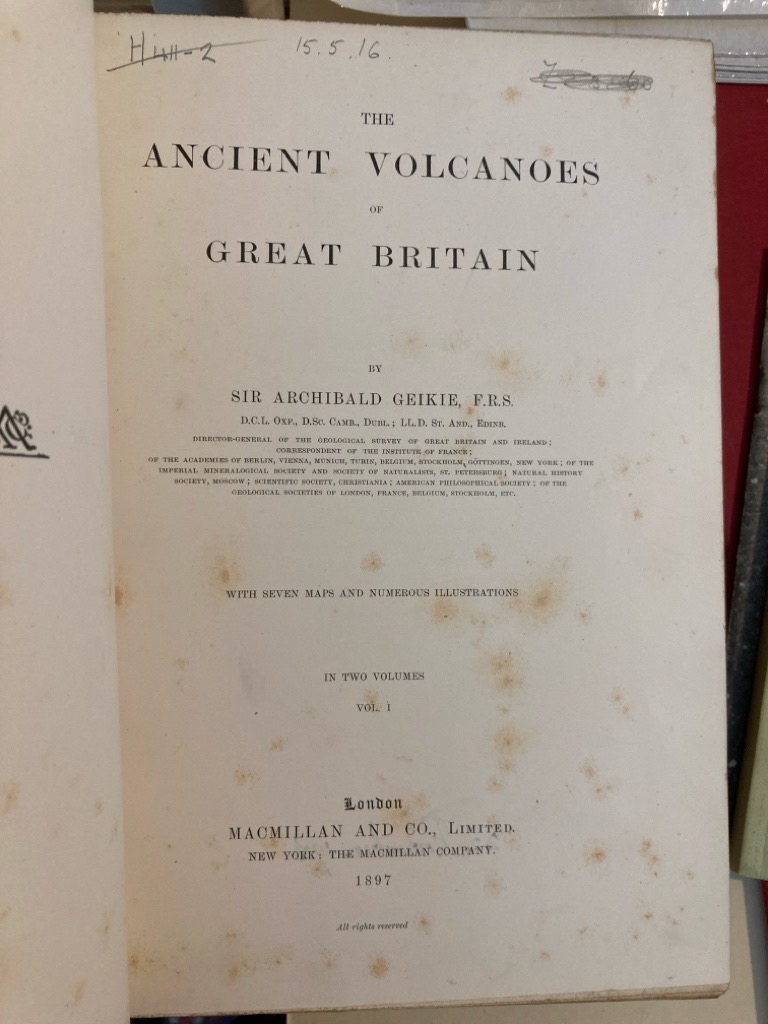 15.5.16.
THE
ANCIENT VOLCANOES
OF
GREAT BRITAIN
BY
SIR ARCHIBALD GEIKIE, F.R.S.
D.C.L. OXF., D.SC. CAMB., DUBL.; LL.D. ST. AND., EDINB.
DIRECTOR-GENERAL OF THE GEOLOGICAL SURVEY OF GREAT BRITAIN AND IRELAND;
CORRESPONDENT OF THE INSTITUTE OF FRANCE;
OF THE ACADEMIES OF BERLIN, VIENNA, MUNICH, TURIN, BELGIUM, STOCKHOLM, GÖTTINGEN, NEW YORK; OF THE
IMPERIAL MINERALOGICAL SOCIETY AND SOCIETY OF NATURALISTS, ST. PETERSBURG; NATURAL HISTORY
SOCIETY, MOSCOW; SCIENTIFIC SOCIETY, CHRISTIANIA; AMERICAN PHILOSOPHICAL SOCIETY; OF THE
GEOLOGICAL SOCIETIES OF LONDON, FRANCE, BELGIUM, STOCKHOLM, ETC.
WITH SEVEN MAPS AND NUMEROUS ILLUSTRATIONS
IN TWO VOLUMES
VOL. I
London
MACMILLAN AND CO., LIMITED.
NEW YORK: THE MACMILLAN COMPANY.
1897
All rights reserved